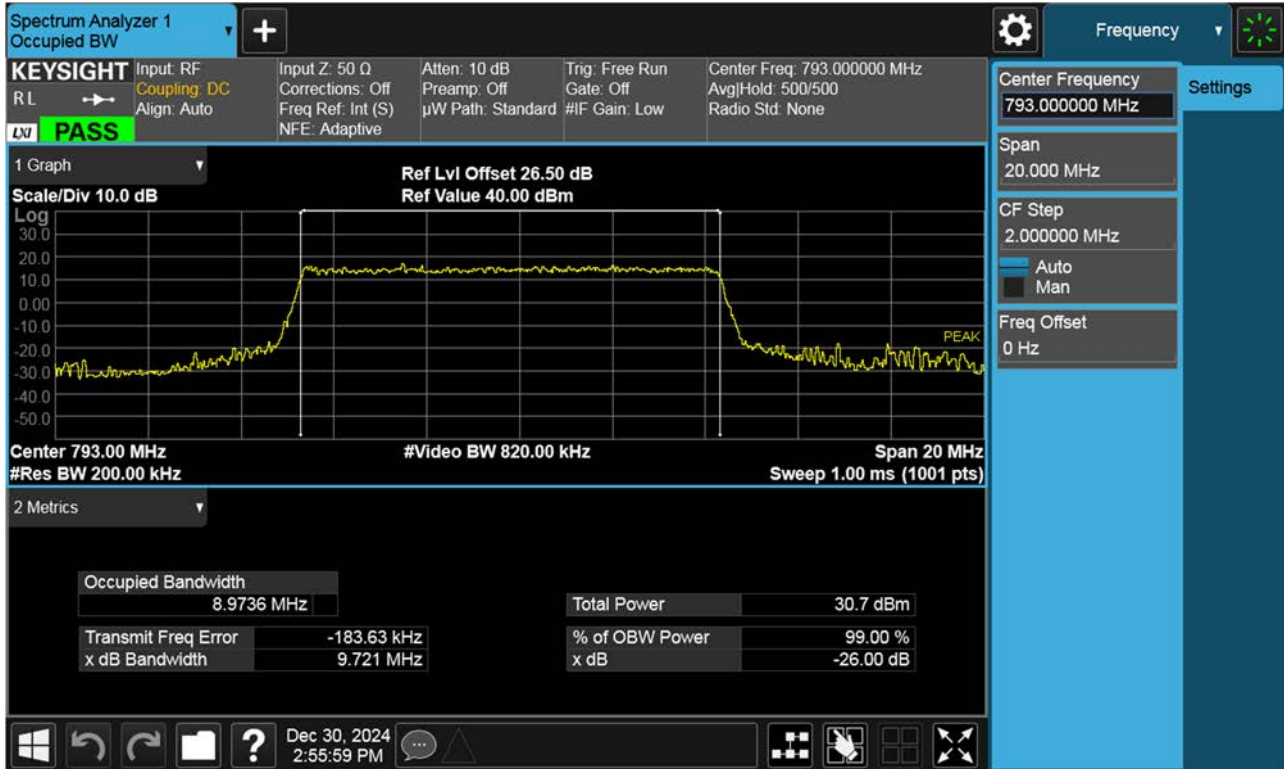 Spectrum Analyzer 1
Occupied BW
Frequency
KEYSIGHT
RL
LXI PASS
Input: RF
Coupling: DC
Align: Auto
Input Z: 50 Ω
Corrections: Off
Freq Ref: Int (S)
NFE: Adaptive
Atten: 10 dB
Preamp: Off
µW Path: Standard
Trig: Free Run
Gate: Off
#IF Gain: Low
Center Freq: 793.000000 MHz
Avg|Hold: 500/500
Radio Std: None
Center Frequency
793.000000 MHz
Settings
Span
20.000 MHz
CF Step
2.000000 MHz
Auto
Man
Freq Offset
0 Hz
1 Graph
Scale/Div 10.0 dB
Ref Lvl Offset 26.50 dB
Ref Value 40.00 dBm
Log
30.0
20.0
10.0
0.00
-10.0
-20.0
-30.0
-40.0
-50.0
PEAK
Center 793.00 MHz
#Video BW 820.00 kHz
Span 20 MHz
#Res BW 200.00 kHz
Sweep 1.00 ms (1001 pts)
2 Metrics
Occupied Bandwidth
8.9736 MHz
Total Power 30.7 dBm
Transmit Freq Error -183.63 kHz
% of OBW Power 99.00 %
x dB Bandwidth 9.721 MHz
x dB -26.00 dB
Dec 30, 2024
2:55:59 PM